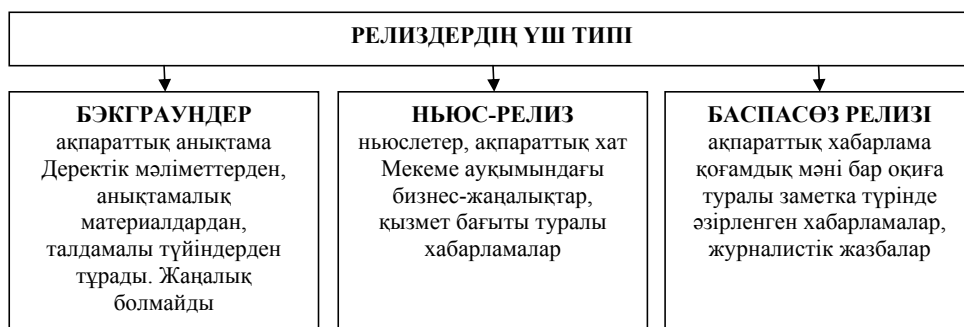 РЕЛИЗДЕРДІҢ ҮШ ТИПІ
БЭКГРАУНДЕР
ақпараттық анықтама
Деректік мәліметтерден,
анықтамалық
материалдардан,
талдамалы түйіндерден
тұрады. Жаңалық
болмайды
НЬЮС-РЕЛИЗ
ньюслетер, ақпараттық хат
Мекеме ауқымындағы
бизнес-жаңалықтар,
қызмет бағыты туралы
хабарламалар
БАСПАСӨЗ РЕЛИЗІ
ақпараттық хабарлама
қоғамдық мәні бар оқиға
туралы заметка түрінде
әзірленген хабарламалар,
журналистік жазбалар